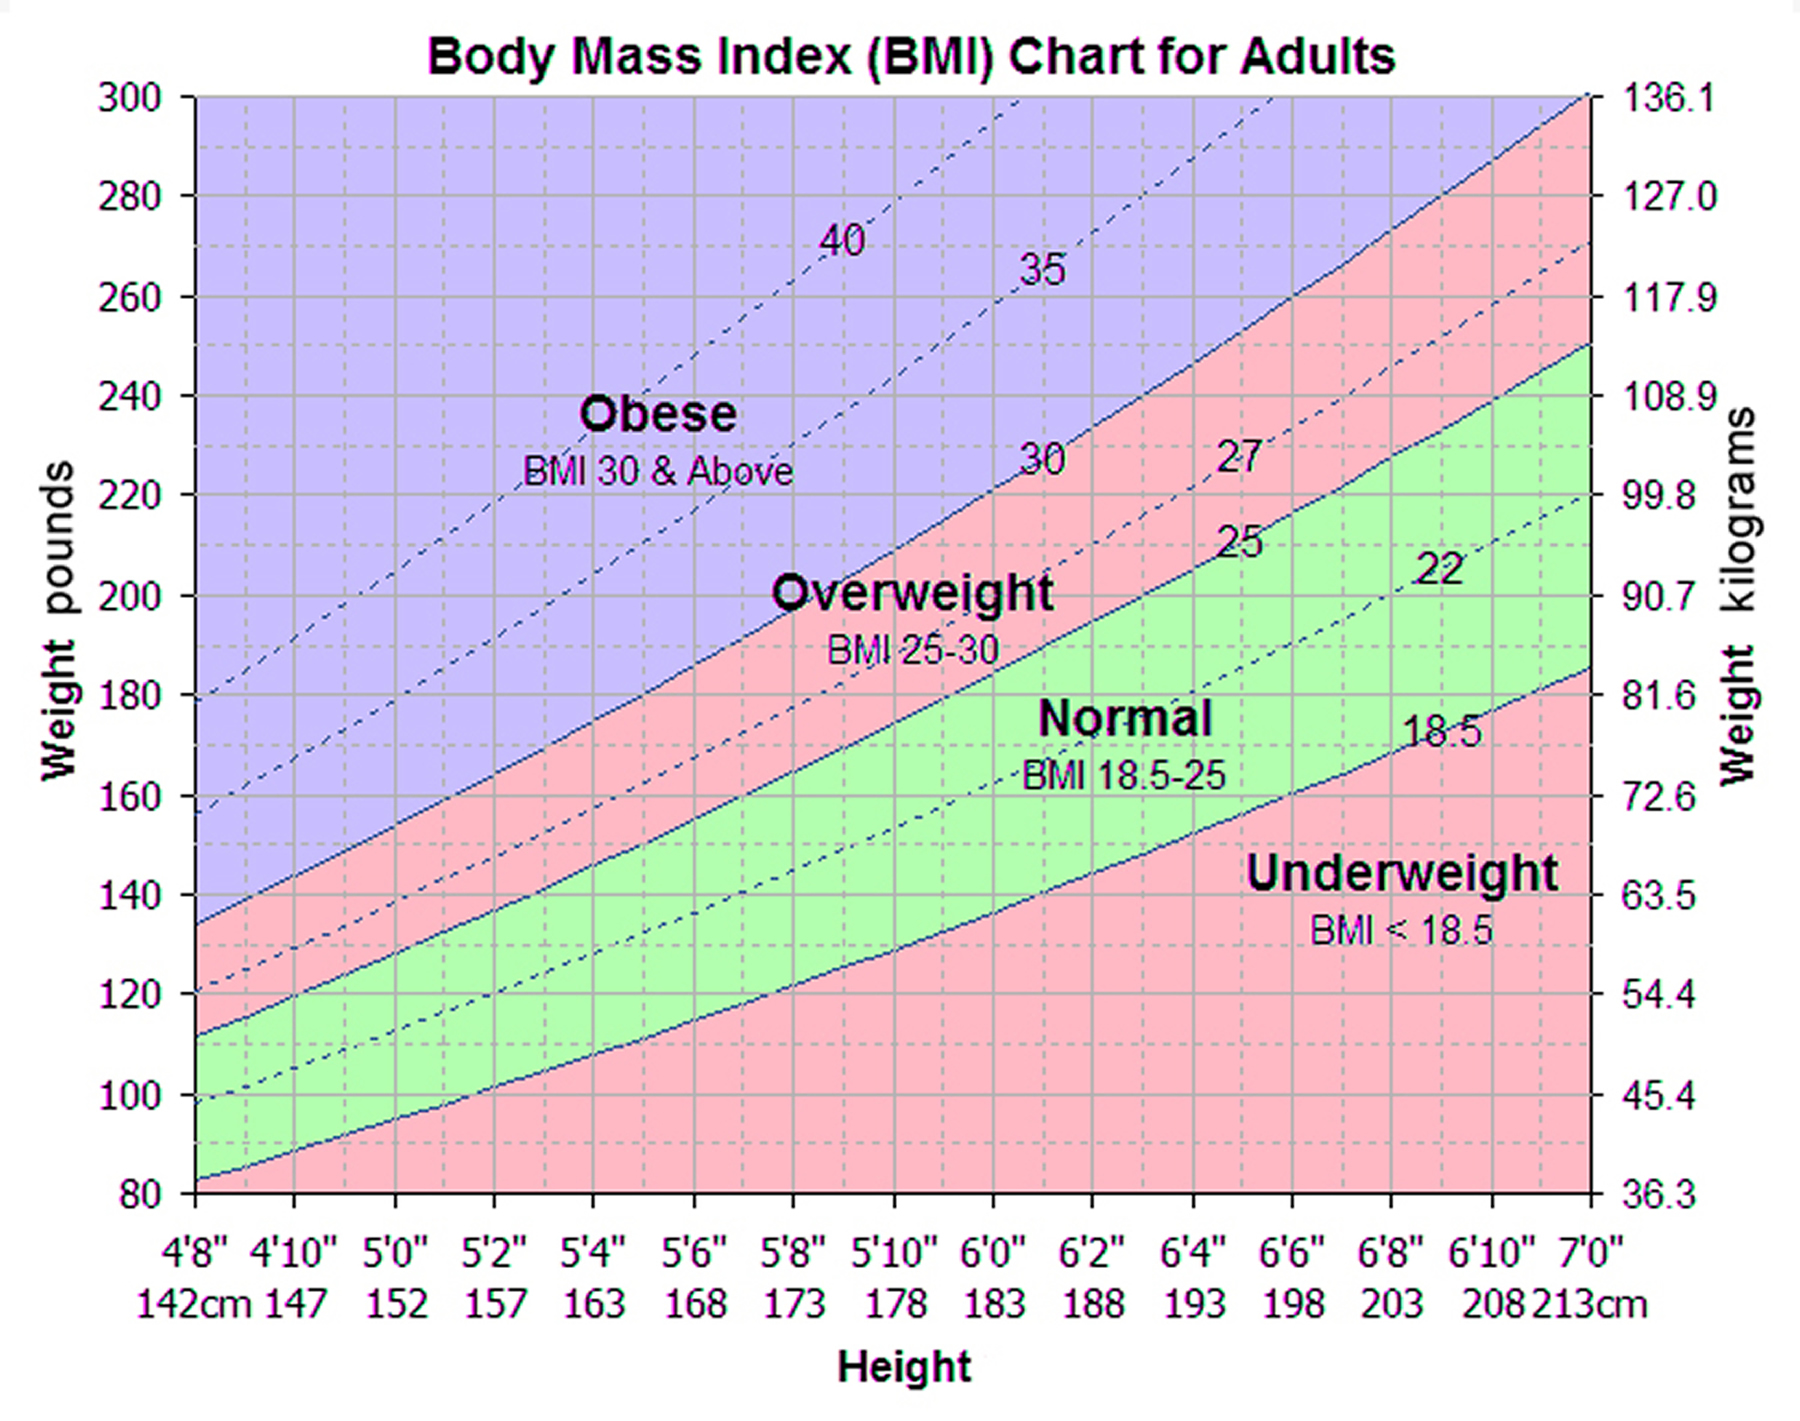 Body Mass Index (BMI) Chart for Adults
300
280
260
240
220
200
180
160
140
120
100
80
Weight pounds
136.1
127.0
117.9
108.9
99.8
90.7
81.6
72.6
63.5
54.4
45.4
36.3
Weight kilograms
40
35
Obese
BMI 30 & Above
30
27
25
22
Overweight
BMI 25-30
Normal
BMI 18.5-25
18.5
Underweight
BMI < 18.5
4'8" 4'10" 5'0" 5'2" 5'4" 5'6" 5'8" 5'10" 6'0" 6'2" 6'4" 6'6" 6'8" 6'10" 7'0"
142cm 147 152 157 163 168 173 178 183 188 193 198 203 208 213cm
Height